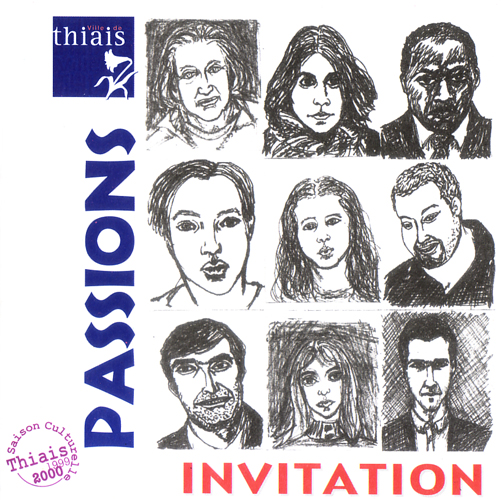 Ville de
thiais
PASSIONS
Saison Culturelle
Thiais
1999
2000
INVITATION